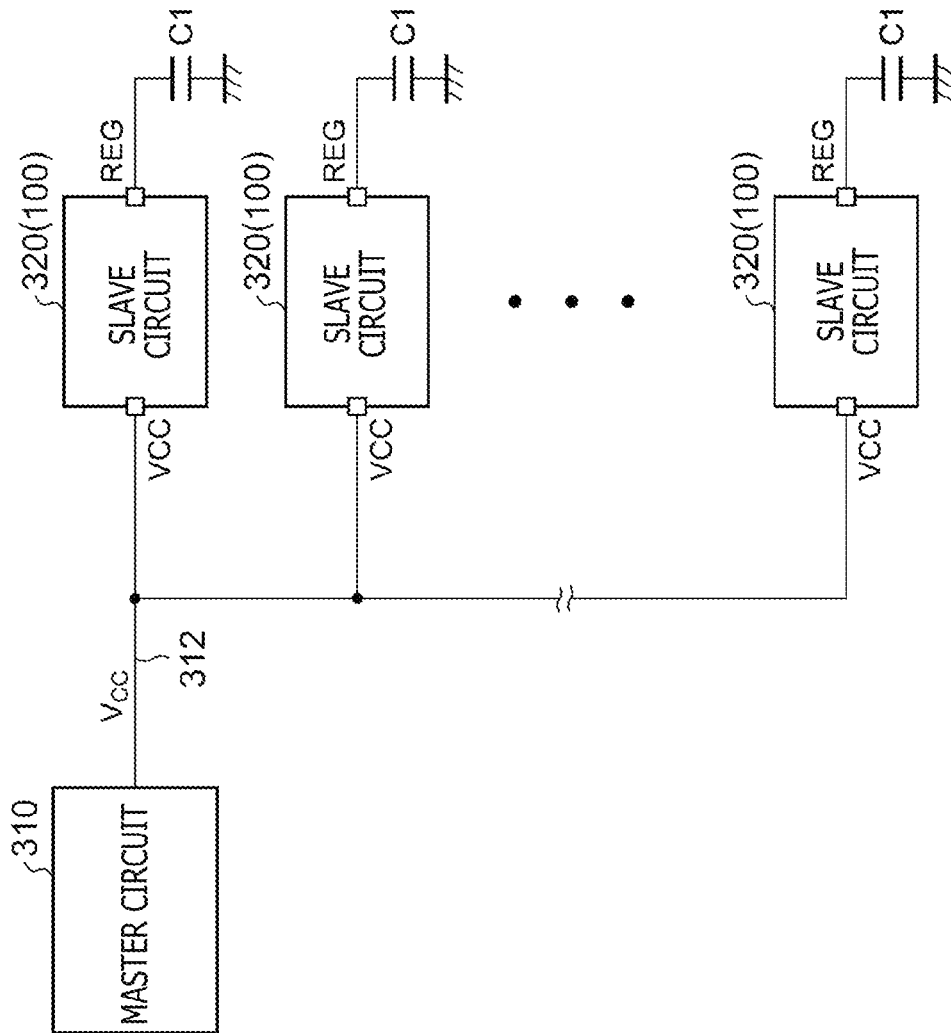 310
MASTER CIRCUIT
VCC
312
320(100)
SLAVE
CIRCUIT
VCC
REG
C1
320(100)
SLAVE
CIRCUIT
VCC
REG
C1
320(100)
SLAVE
CIRCUIT
VCC
REG
C1